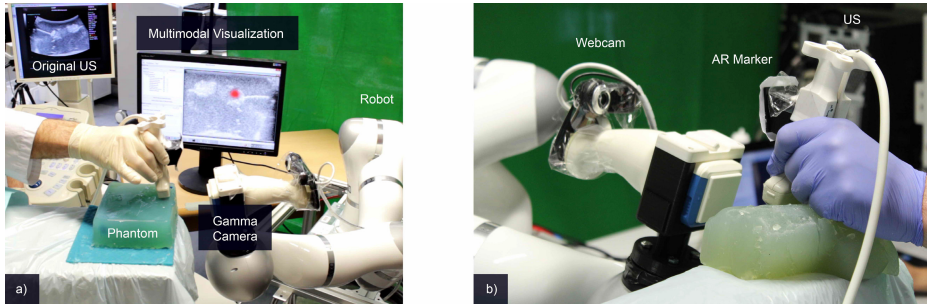 Original US
Multimodal Visualization
Robot
Phantom
Gamma
Camera
a)
Webcam
AR Marker
US
b)